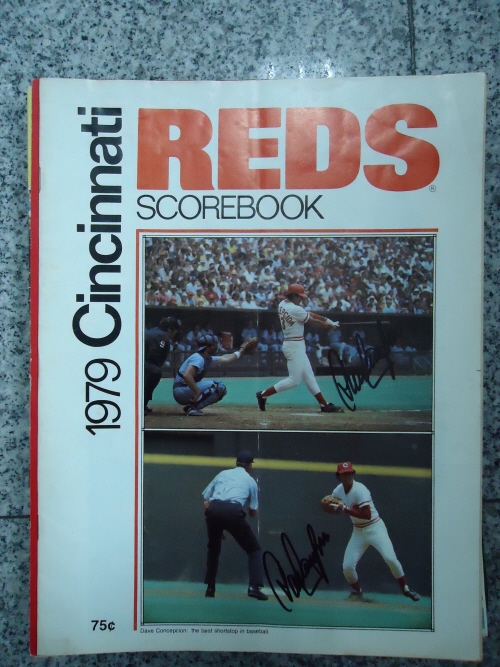 1979 Cincinnati
REDS®
SCOREBOOK
75¢
Dave Concepcion: the best shortstop in baseball.